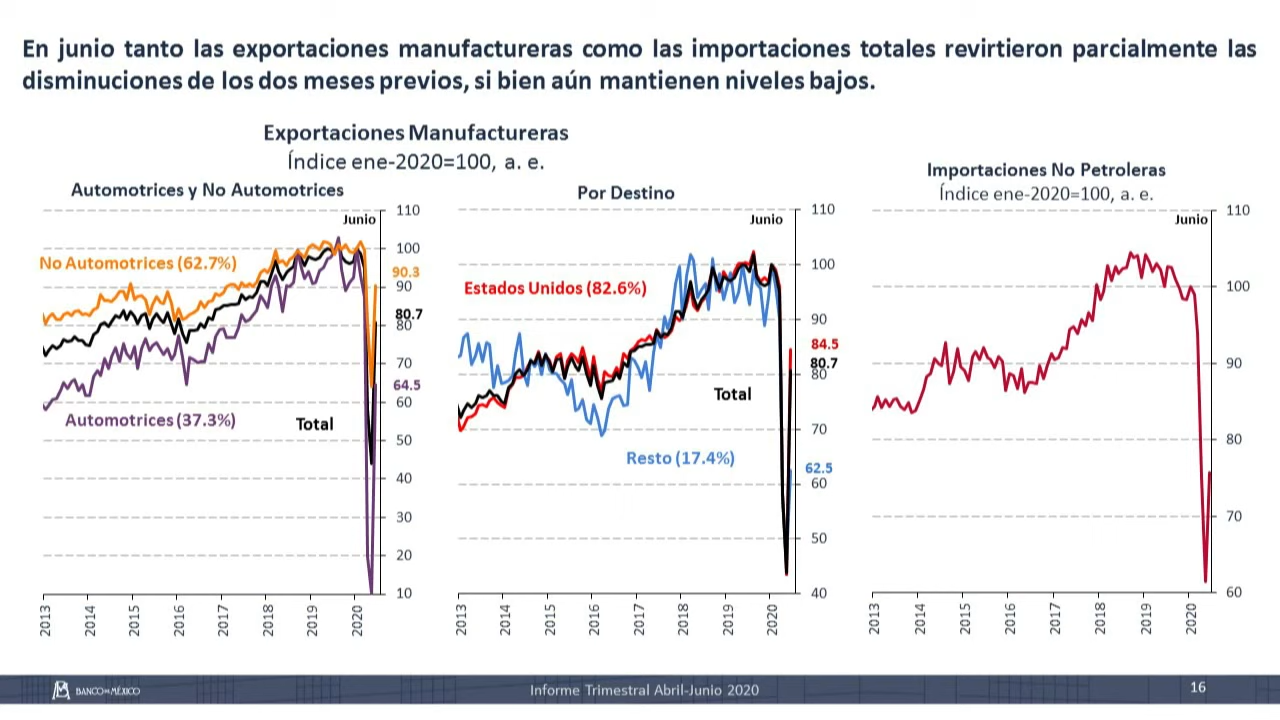 En junio tanto las exportaciones manufactureras como las importaciones totales revirtieron parcialmente las
disminuciones de los dos meses previos, si bien aún mantienen niveles bajos.
Exportaciones Manufactureras
Índice ene-2020=100, a. e.
Automotrices y No Automotrices
Junio
110
100
90.3
90
80.7
80
70
64.5
60
50
40
30
20
10
No Automotrices (62.7%)
Automotrices (37.3%)
Total
2013
2014
2015
2016
2017
2018
2019
2020
Por Destino
Junio
110
100
90
84.5
80.7
80
70
62.5
60
50
40
Estados Unidos (82.6%)
Total
Resto (17.4%)
2013
2014
2015
2016
2017
2018
2019
2020
Importaciones No Petroleras
Índice ene-2020=100, a. e.
Junio
110
100
90
80
70
60
2013
2014
2015
2016
2017
2018
2019
2020
BANCO DE MÉXICO
Informe Trimestral Abril-Junio 2020
16